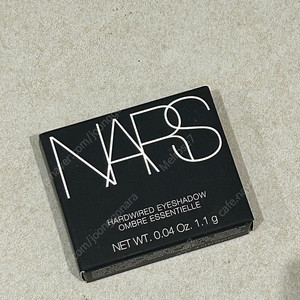 NARS
HARDWIRED EYESHADOW
OMBRE ESSENTIELLE
NET WT. 0.04 Oz. 1.1 g